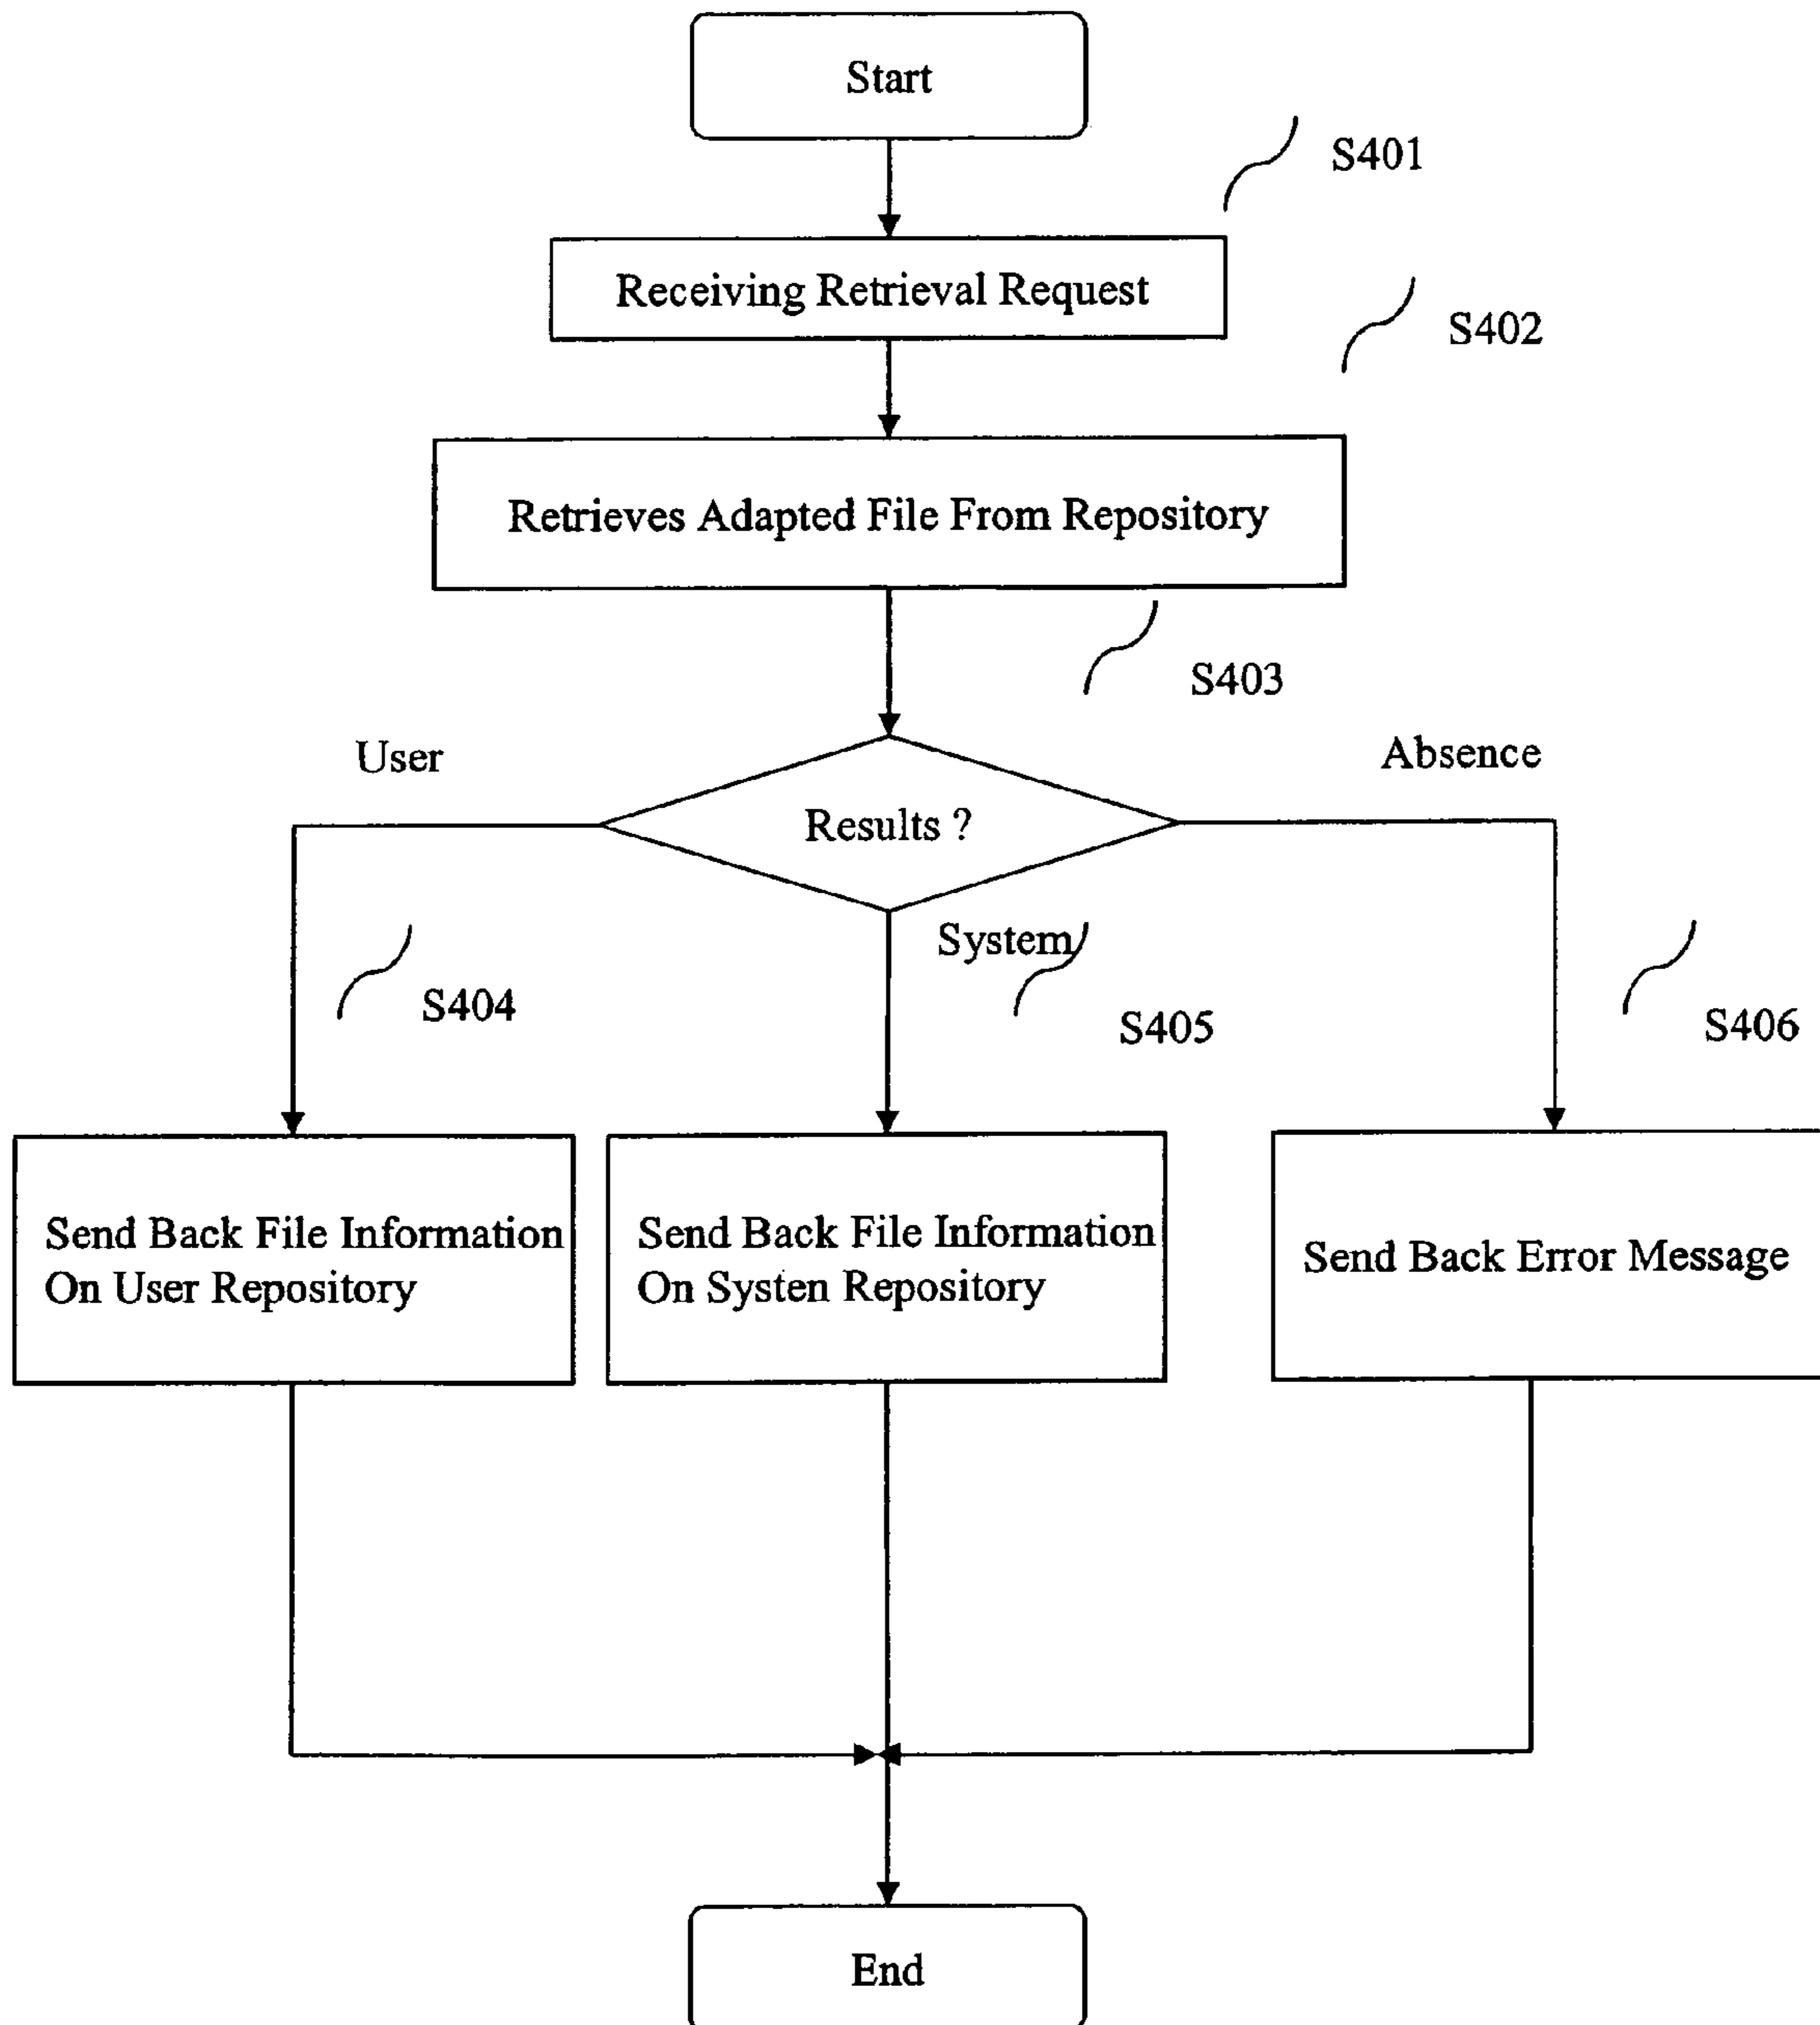 Start
S401
Receiving Retrieval Request
S402
Retrieves Adapted File From Repository
S403
User
Absence
Results ?
System
S404
S405
S406
Send Back File Information
On User Repository
Send Back File Information
On Systen Repository
Send Back Error Message
End